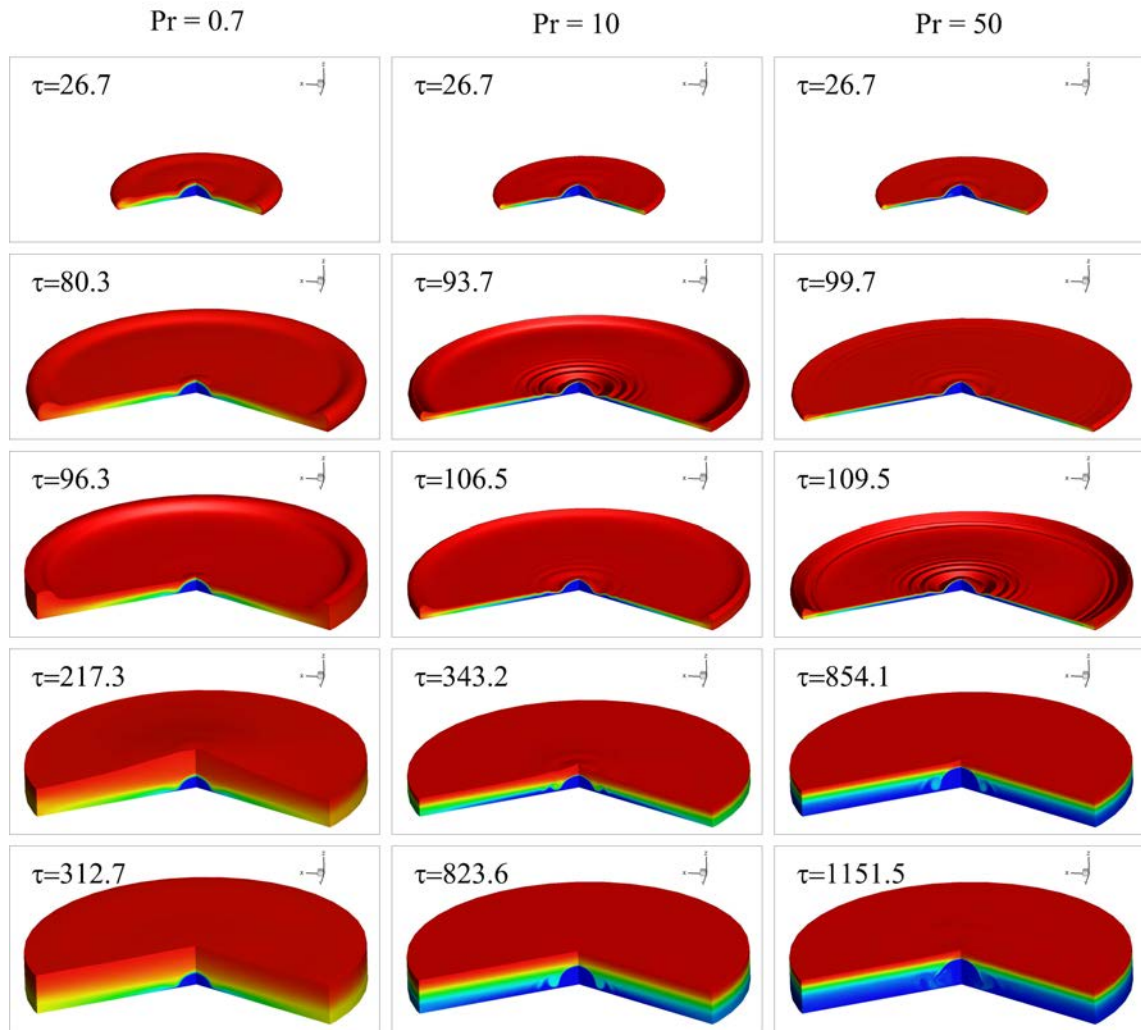 Pr = 0.7 Pr = 10 Pr = 50
τ=26.7 τ=26.7 τ=26.7
τ=80.3 τ=93.7 τ=99.7
τ=96.3 τ=106.5 τ=109.5
τ=217.3 τ=343.2 τ=854.1
τ=312.7 τ=823.6 τ=1151.5